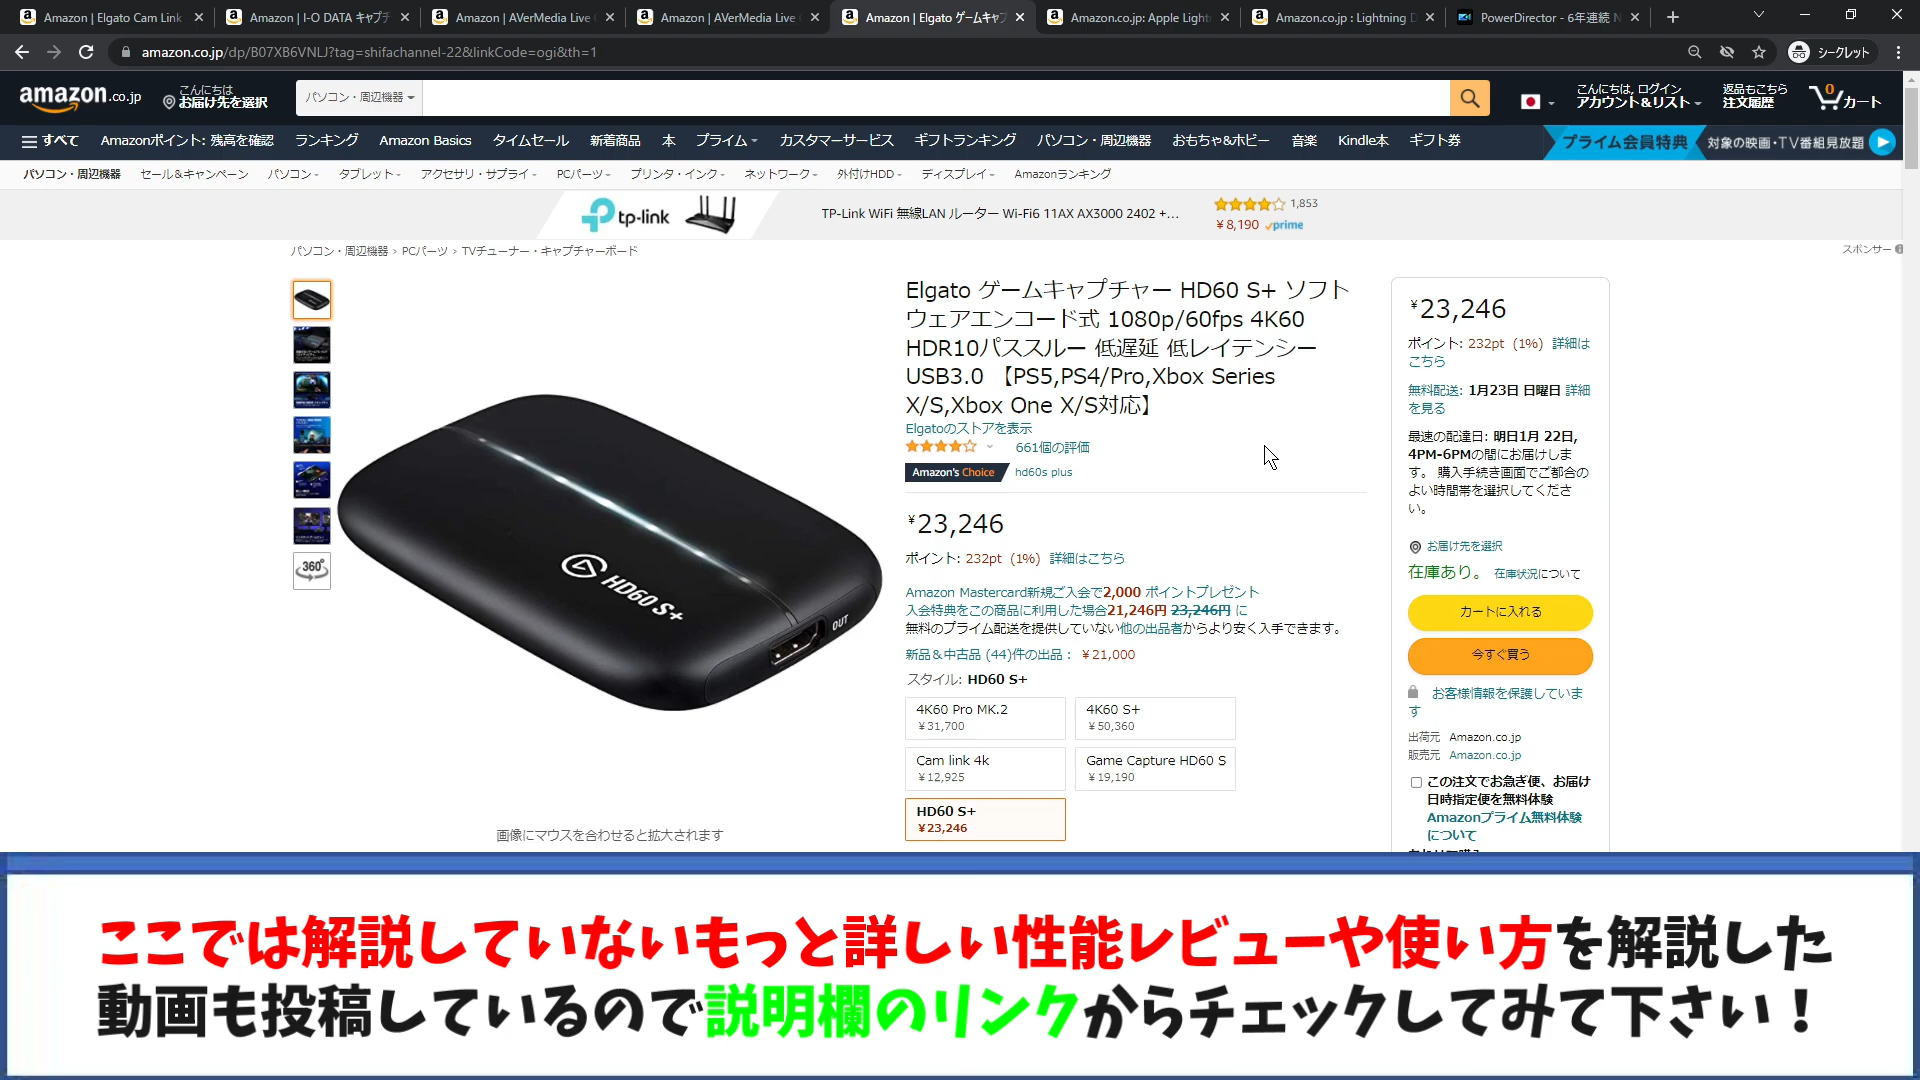 Amazon | Elgato Cam Link
Amazon | I-O DATA キャプチ
Amazon | AVerMedia Live
Amazon | AVerMedia Live
Amazon | Elgato ゲームキャプ
Amazon.co.jp: Apple Light
Amazon.co.jp : Lightning D
PowerDirector - 6年連続 N
amazon.co.jp/dp/B07XB6VNLJ?tag=shifachannel-22&linkCode=ogi&th=1
シークレット
amazon.co.jp
こんにちは
お届け先を選択
パソコン・周辺機器
こんにちは, ログイン
アカウント&リスト
返品もこちら
注文履歴
0
カート
すべて
Amazonポイント: 残高を確認
ランキング
Amazon Basics
タイムセール
新着商品
本
プライム
カスタマーサービス
ギフトランキング
パソコン・周辺機器
おもちゃ&ホビー
音楽
Kindle本
ギフト券
プライム会員特典
対象の映画・TV番組見放題
パソコン・周辺機器
セール&キャンペーン
パソコン
タブレット
アクセサリ・サプライ
PCパーツ
プリンタ・インク
ネットワーク
外付けHDD
ディスプレイ
Amazonランキング
tp-link
TP-Link WiFi 無線LAN ルーター Wi-Fi6 11AX AX3000 2402 +...
1,853
￥8,190 prime
パソコン・周辺機器 › PCパーツ › TVチューナー・キャプチャーボード
スポンサー
360°
HD60 S+
OUT
画像にマウスを合わせると拡大されます
Elgato ゲームキャプチャー HD60 S+ ソフト
ウェアエンコード式 1080p/60fps 4K60
HDR10パススルー 低遅延 低レイテンシー
USB3.0 【PS5,PS4/Pro,Xbox Series
X/S,Xbox One X/S対応】
Elgatoのストアを表示
661個の評価
Amazon's Choice
hd60s plus
￥23,246
ポイント: 232pt (1%) 詳細はこちら
Amazon Mastercard新規ご入会で2,000 ポイントプレゼント
入会特典をこの商品に利用した場合21,246円 23,246円 に
無料のプライム配送を提供していない他の出品者からより安く入手できます。
新品&中古品 (44)件の出品： ￥21,000
スタイル: HD60 S+
4K60 Pro MK.2
￥31,700
4K60 S+
￥50,360
Cam link 4k
￥12,925
Game Capture HD60 S
￥19,190
HD60 S+
￥23,246
￥23,246
ポイント: 232pt (1%) 詳細は
こちら
無料配送: 1月23日 日曜日 詳細
を見る
最速の配達日: 明日1月 22日,
4PM-6PMの間にお届けしま
す。 購入手続き画面でご都合の
よい時間帯を選択してくださ
い。
お届け先を選択
在庫あり。 在庫状況について
カートに入れる
今すぐ買う
お客様情報を保護していま
す
出荷元 Amazon.co.jp
販売元 Amazon.co.jp
この注文でお急ぎ便、お届け
日時指定便を無料体験
Amazonプライム無料体験
について
ここでは解説していないもっと詳しい性能レビューや使い方を解説した
動画も投稿しているので説明欄のリンクからチェックしてみて下さい！